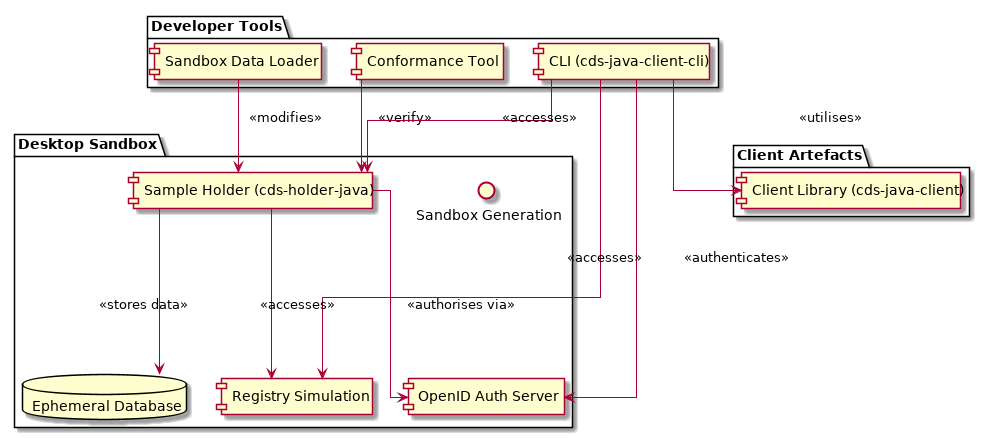 Developer Tools
Sandbox Data Loader
Conformance Tool
CLI (cds-java-client-cli)
«modifies»
«verify»
«accesses»
«utilises»
Desktop Sandbox
Client Artefacts
Sample Holder (cds-holder-java)
Client Library (cds-java-client)
Sandbox Generation
«accesses»
«authenticates»
«stores data»
«accesses»
«authorises via»
Ephemeral Database
Registry Simulation
OpenID Auth Server